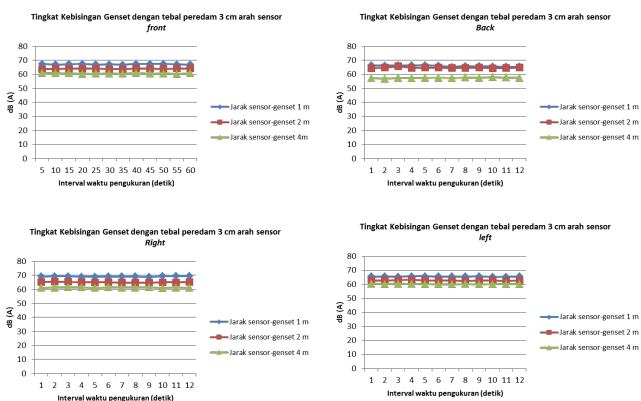 Tingkat Kebisingan Genset dengan tebal peredam 3 cm arah sensor
front
80
70
60
50
40
30
20
10
0
dB (A)
5 10 15 20 25 30 35 40 45 50 55 60
Interval waktu pengukuran (detik)
Jarak sensor-genset 1 m
Jarak sensor-genset 2 m
Jarak sensor-genset 4m
Tingkat Kebisingan Genset dengan tebal peredam 3 cm arah sensor
Back
80
70
60
50
40
30
20
10
0
dB (A)
1 2 3 4 5 6 7 8 9 10 11 12
Interval waktu pengukuran (detik)
Jarak sensor-genset 1 m
Jarak sensor-genset 2 m
Jarak sensor-genset 4 m
Tingkat Kebisingan Genset dengan tebal peredam 3 cm arah sensor
Right
80
70
60
50
40
30
20
10
0
dB (A)
1 2 3 4 5 6 7 8 9 10 11 12
Interval waktu pengukuran (detik)
Jarak sensor-genset 1 m
Jarak sensor-genset 2 m
Jarak sensor-genset 4 m
Tingkat Kebisingan Genset dengan tebal peredam 3 cm arah sensor
left
80
70
60
50
40
30
20
10
0
dB (A)
1 2 3 4 5 6 7 8 9 10 11 12
Interval waktu pengukuran (detik)
Jarak sensor-genset 1 m
Jarak sensor-genset 2 m
Jarak sensor-genset 4 m